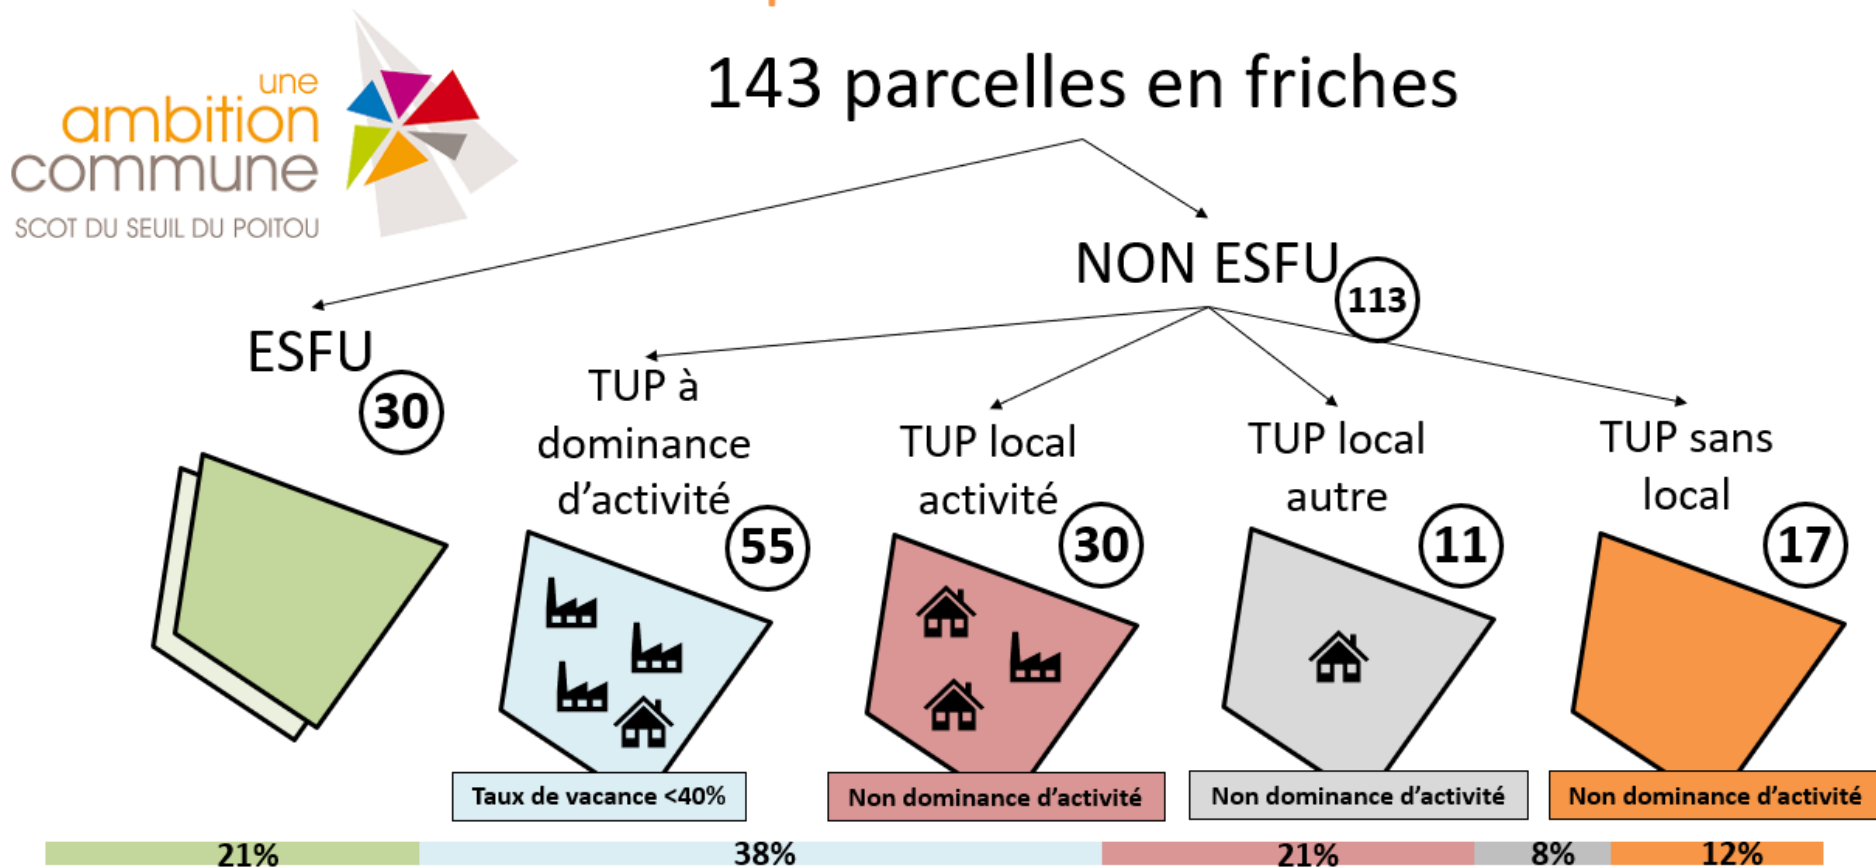 une
ambition
commune
SCOT DU SEUIL DU POITOU
143 parcelles en friches
NON ESFU
113
ESFU
30
TUP à
dominance
d'activité
55
TUP local
activité
30
TUP local
autre
11
TUP sans
local
17
Taux de vacance <40%
Non dominance d'activité
Non dominance d'activité
Non dominance d'activité
21%
38%
21%
8%
12%